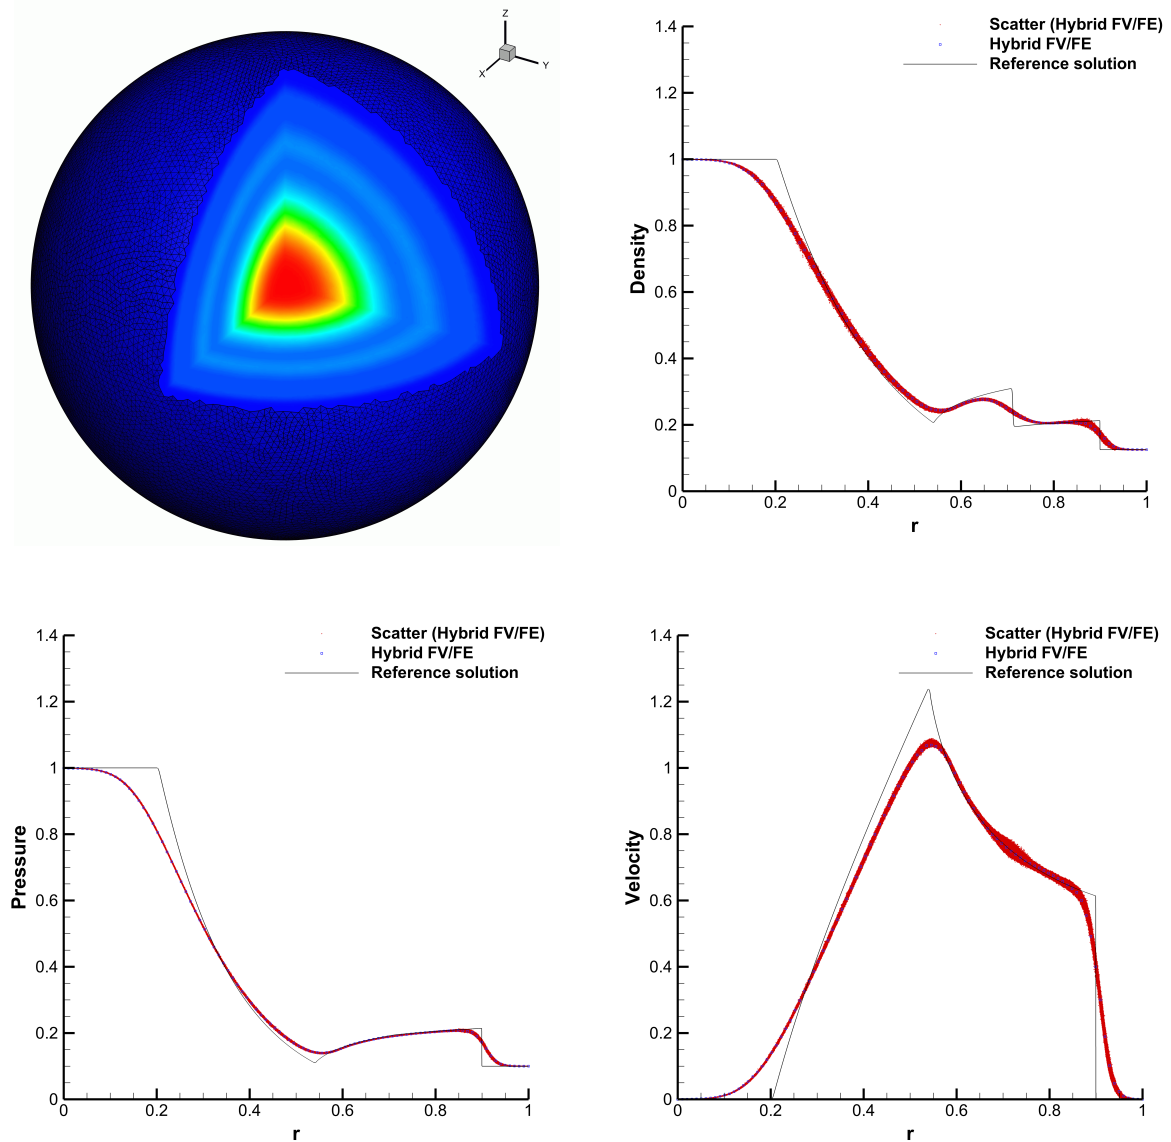 Z
X
Y
Scatter (Hybrid FV/FE)
Hybrid FV/FE
Reference solution
1.4
1.2
1
0.8
0.6
0.4
0.2
0
Density
0 0.2 0.4 0.6 0.8 1
r
Scatter (Hybrid FV/FE)
Hybrid FV/FE
Reference solution
1.4
1.2
1
0.8
0.6
0.4
0.2
0
Pressure
0 0.2 0.4 0.6 0.8 1
r
Scatter (Hybrid FV/FE)
Hybrid FV/FE
Reference solution
1.4
1.2
1
0.8
0.6
0.4
0.2
0
Velocity
0 0.2 0.4 0.6 0.8 1
r